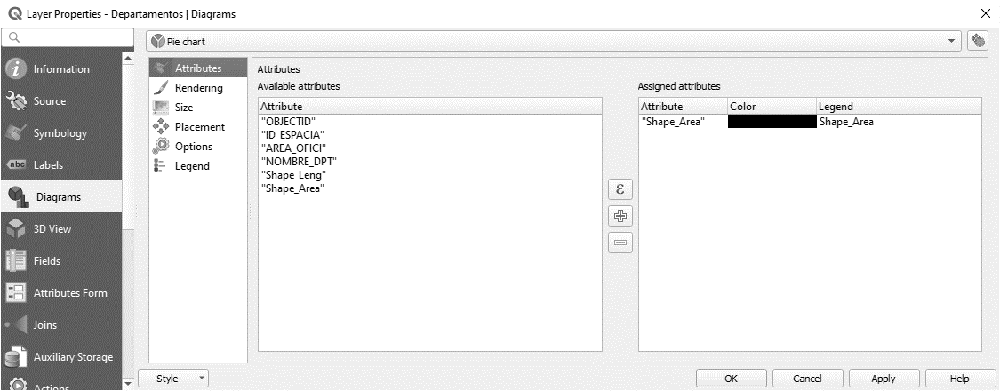 Layer Properties - Departamentos | Diagrams
Pie chart
Information
Source
Symbology
abc Labels
Diagrams
3D View
Fields
Attributes Form
Joins
Auxiliary Storage
Actions
Attributes
Rendering
Size
Placement
Options
Legend
Attributes
Available attributes
Attribute
"OBJECTID"
"ID_ESPACIA"
"AREA_OFICI"
"NOMBRE_DPT"
"Shape_Leng"
"Shape_Area"
ε
Assigned attributes
Attribute Color Legend
"Shape_Area" Shape_Area
Style
OK Cancel Apply Help